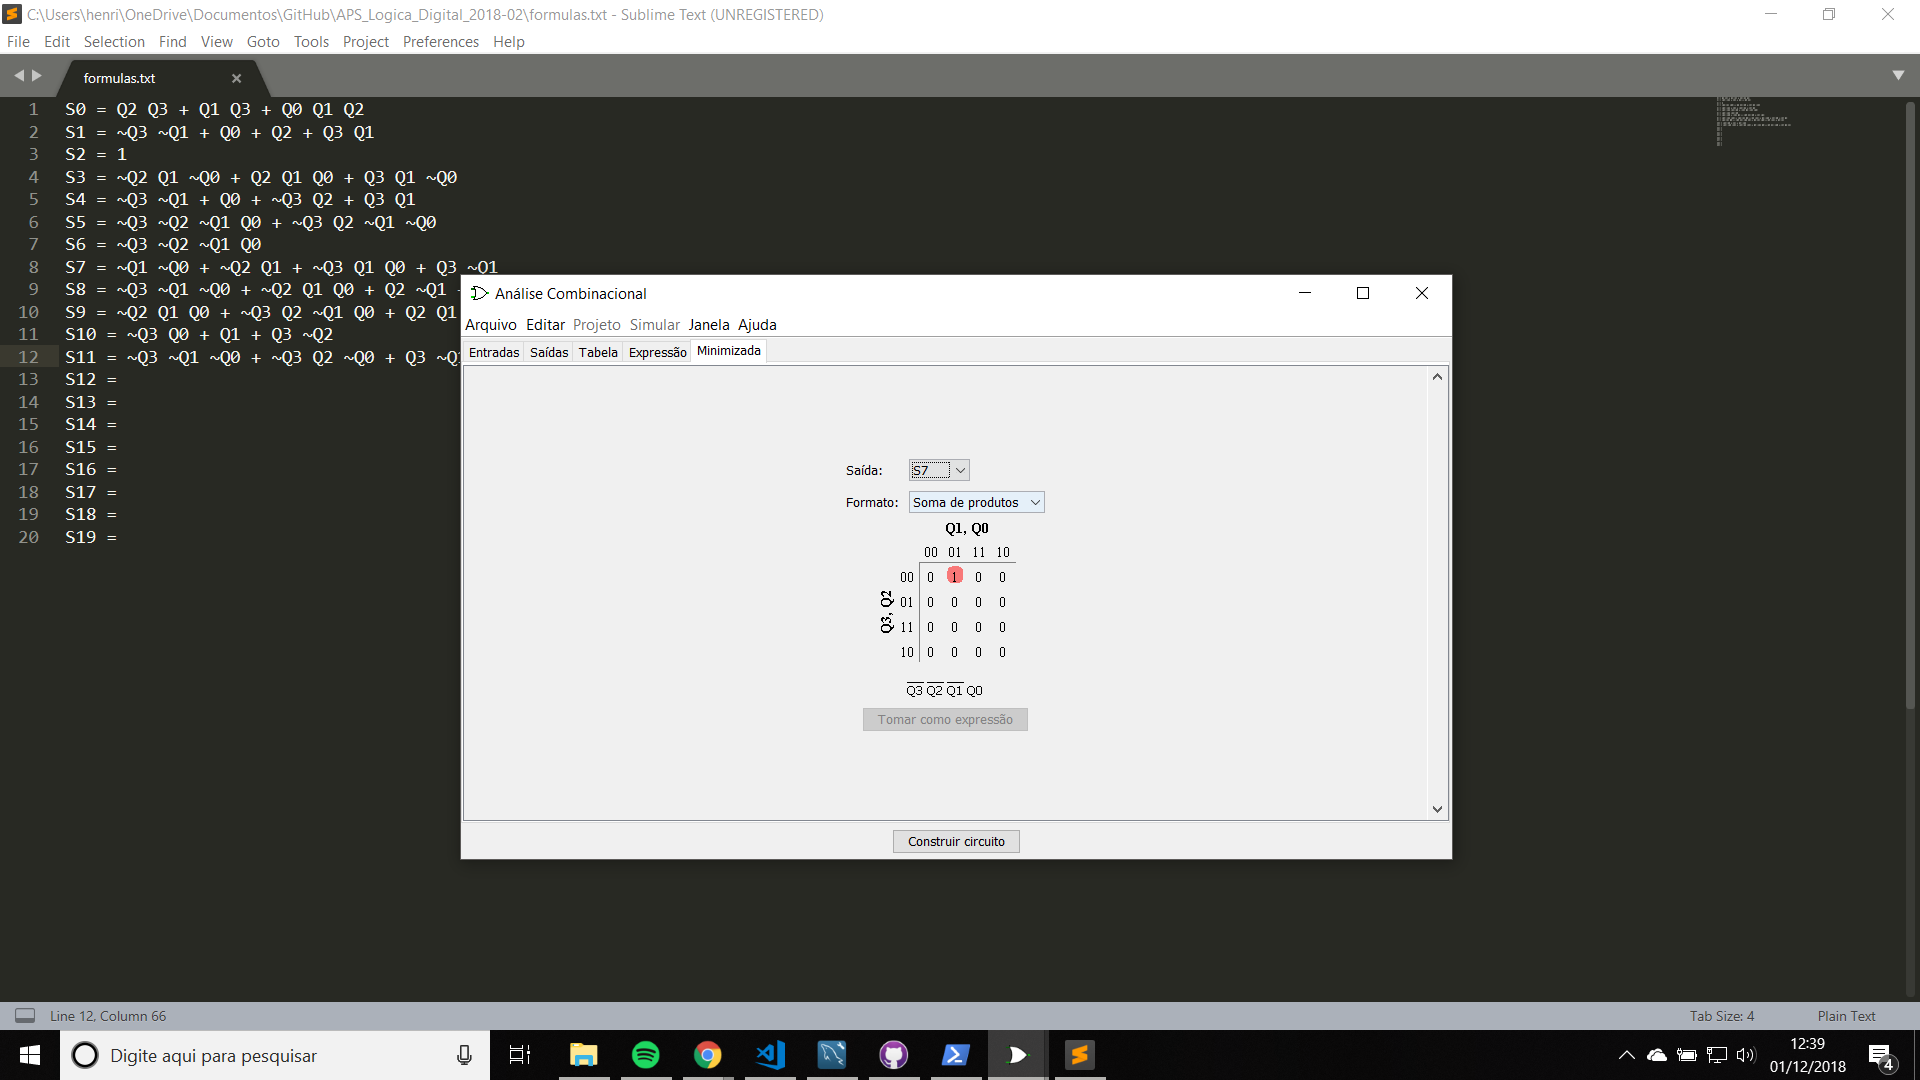 C:\Users\henri\OneDrive\Documentos\GitHub\APS_Logica_Digital_2018-02\formulas.txt - Sublime Text (UNREGISTERED)
File Edit Selection Find View Goto Tools Project Preferences Help
formulas.txt
1 S0 = Q2 Q3 + Q1 Q3 + Q0 Q1 Q2
2 S1 = ~Q3 ~Q1 + Q0 + Q2 + Q3 Q1
3 S2 = 1
4 S3 = ~Q2 Q1 ~Q0 + Q2 Q1 Q0 + Q3 Q1 ~Q0
5 S4 = ~Q3 ~Q1 + Q0 + ~Q3 Q2 + Q3 Q1
6 S5 = ~Q3 ~Q2 ~Q1 Q0 + ~Q3 Q2 ~Q1 ~Q0
7 S6 = ~Q3 ~Q2 ~Q1 Q0
8 S7 = ~Q1 ~Q0 + ~Q2 Q1 + ~Q3 Q1 Q0 + Q3 ~Q1
9 S8 = ~Q3 ~Q1 ~Q0 + ~Q2 Q1 Q0 + Q2 ~Q1
10 S9 = ~Q2 Q1 Q0 + ~Q3 Q2 ~Q1 Q0 + Q2 Q1
11 S10 = ~Q3 Q0 + Q1 + Q3 ~Q2
12 S11 = ~Q3 ~Q1 ~Q0 + ~Q3 Q2 ~Q0 + Q3 ~Q1
13 S12 =
14 S13 =
15 S14 =
16 S15 =
17 S16 =
18 S17 =
19 S18 =
20 S19 =
Análise Combinacional
Arquivo Editar Projeto Simular Janela Ajuda
Entradas Saídas Tabela Expressão Minimizada
Saída: S7
Formato: Soma de produtos
Q1, Q0
00 01 11 10
Q3, Q2
00 0 1 0 0
01 0 0 0 0
11 0 0 0 0
10 0 0 0 0
Q3 Q2 Q1 Q0
Tornar como expressão
Construir circuito
Line 12, Column 66
Tab Size: 4
Plain Text
Digite aqui para pesquisar
12:39
01/12/2018
4